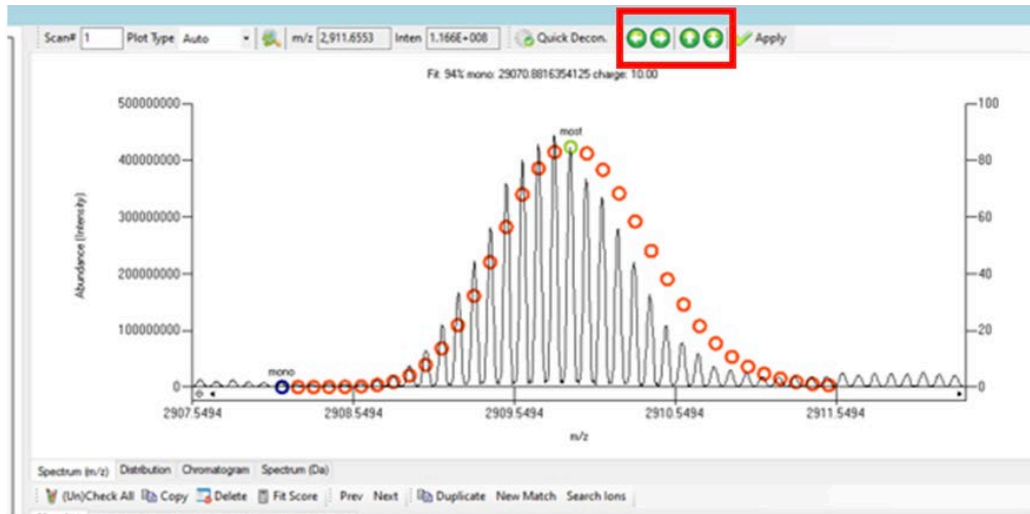 Scan# 1 Plot Type Auto m/z 2,911.6553 Inten 1.166E+008 Quick Decon. Apply
Fit: 94% mono: 29070.8816354125 charge: 10.00
500000000 100
most
400000000 80
300000000 60
Abundance (Intensity)
200000000 40
100000000 20
mono
0 0
2907.5494 2908.5494 2909.5494 2910.5494 2911.5494
m/z
Spectrum (m/z) Distribution Chromatogram Spectrum (Da)
(Un)Check All Copy Delete Fit Score Prev Next Duplicate New Match Search Ions